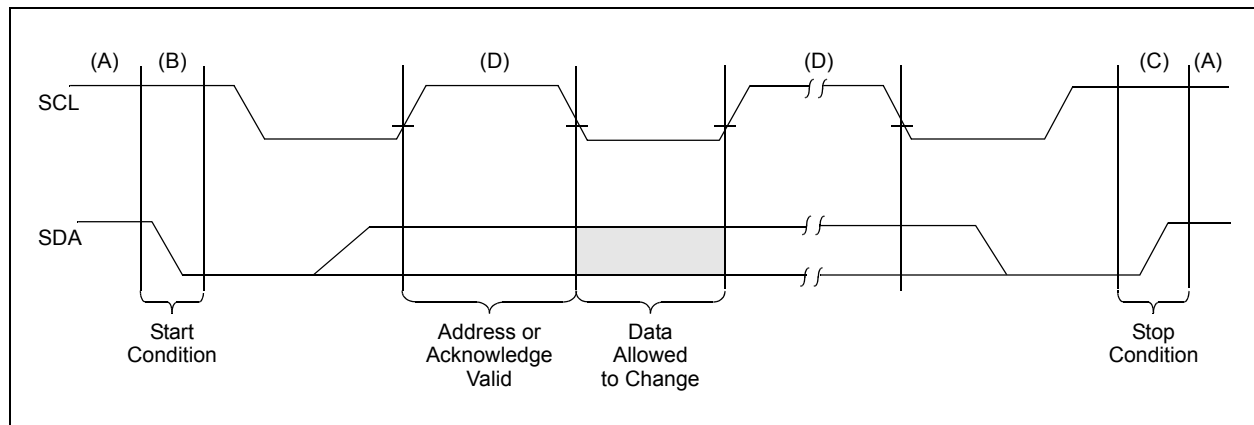 (A) (B) (D) (D) (C) (A)
SCL
SDA
Start
Condition
Address or
Acknowledge
Valid
Data
Allowed
to Change
Stop
Condition